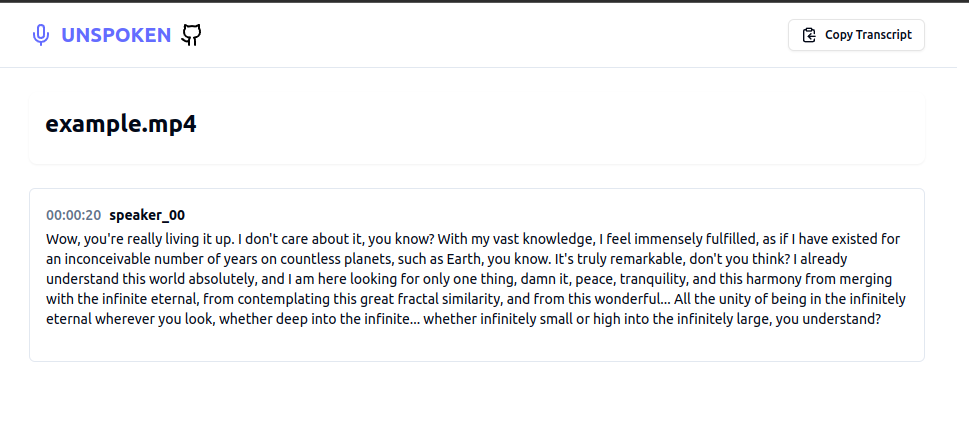 UNSPOKEN
Copy Transcript
example.mp4
00:00:20 speaker_00
Wow, you're really living it up. I don't care about it, you know? With my vast knowledge, I feel immensely fulfilled, as if I have existed for
an inconceivable number of years on countless planets, such as Earth, you know. It's truly remarkable, don't you think? I already
understand this world absolutely, and I am here looking for only one thing, damn it, peace, tranquility, and this harmony from merging
with the infinite eternal, from contemplating this great fractal similarity, and from this wonderful... All the unity of being in the infinitely
eternal wherever you look, whether deep into the infinite... whether infinitely small or high into the infinitely large, you understand?